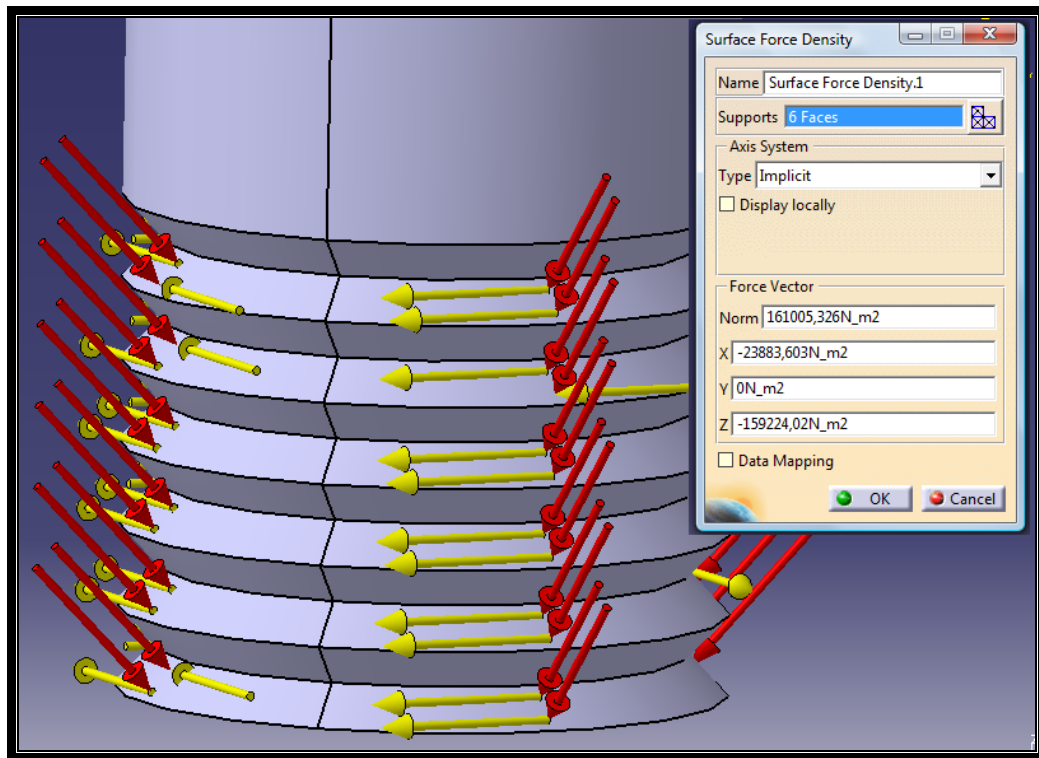 Surface Force Density
Name Surface Force Density.1
Supports 6 Faces
Axis System
Type Implicit
Display locally
Force Vector
Norm 161005,326N_m2
X -23883,603N_m2
Y 0N_m2
Z -159224,02N_m2
Data Mapping
OK Cancel